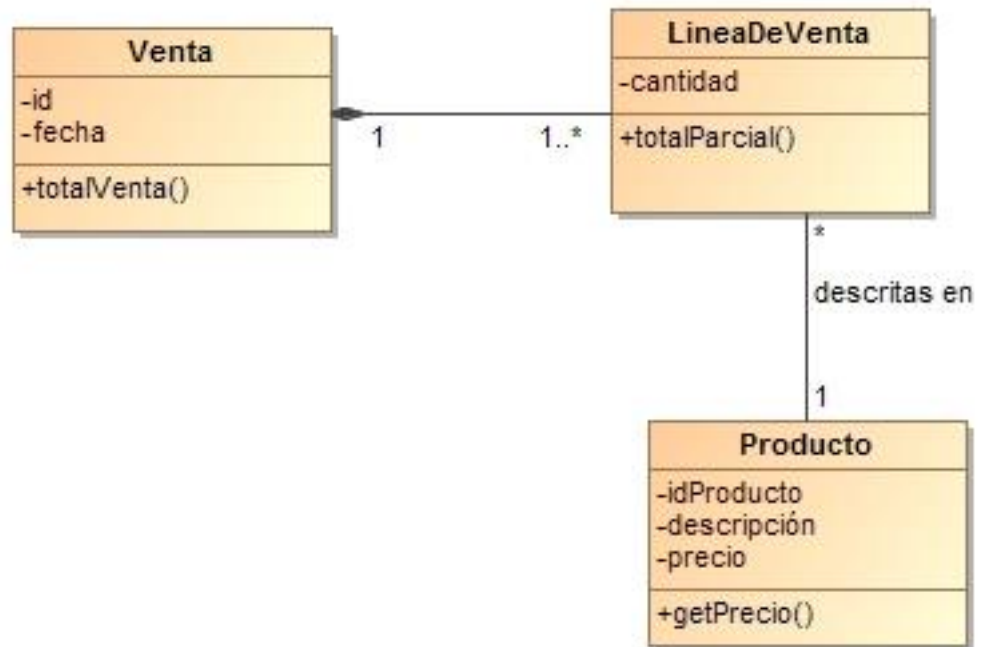 Venta
-id
-fecha
+totalVenta()
1
1..*
LineaDeVenta
-cantidad
+totalParcial()
*
descritas en
1
Producto
-idProducto
-descripción
-precio
+getPrecio()